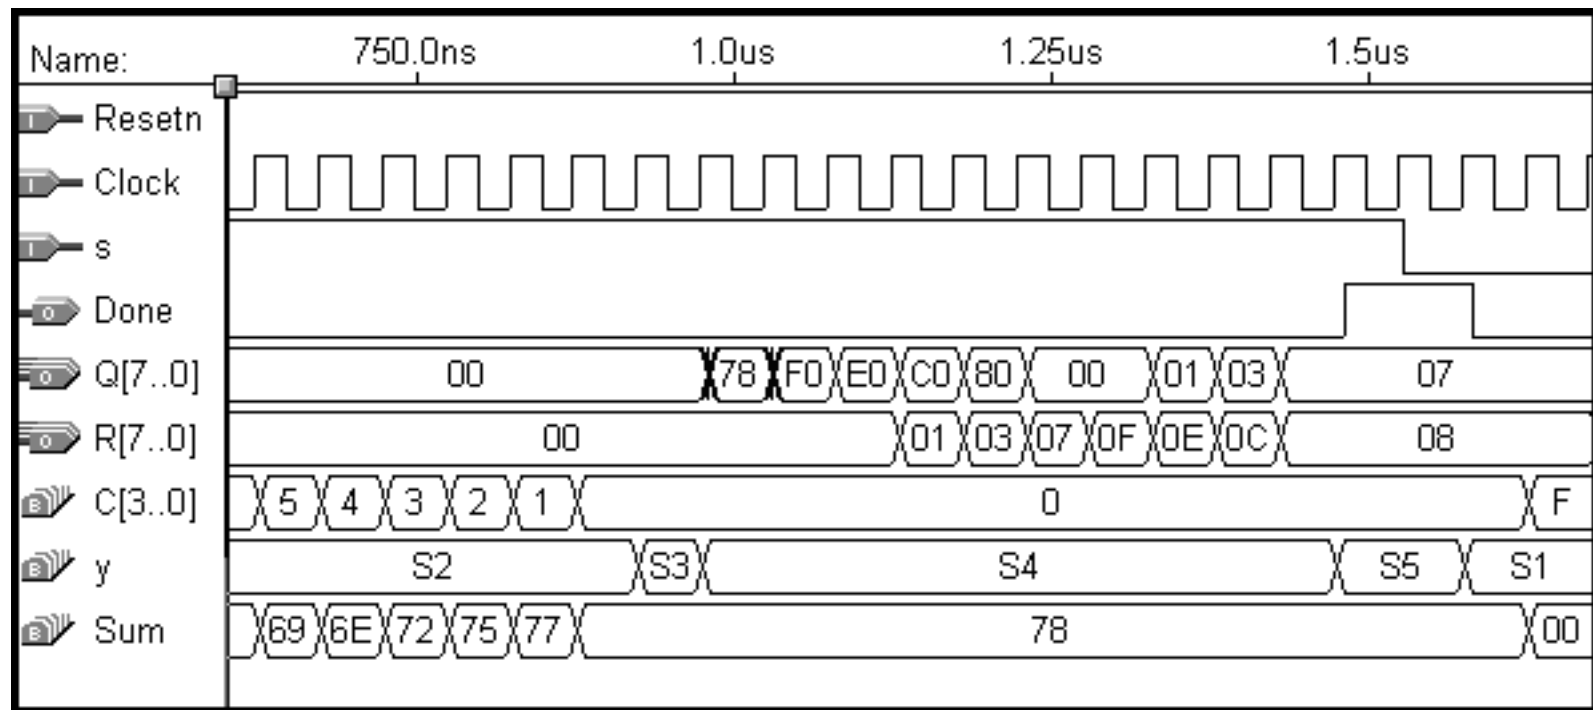 Name: 750.0ns 1.0us 1.25us 1.5us
I Resetn
I Clock
I s
O Done
O Q[7..0] 00 78 F0 E0 C0 80 00 01 03 07
O R[7..0] 00 01 03 07 0F 0E 0C 08
B C[3..0] 5 4 3 2 1 0 F
B y S2 S3 S4 S5 S1
B Sum 69 6E 72 75 77 78 00